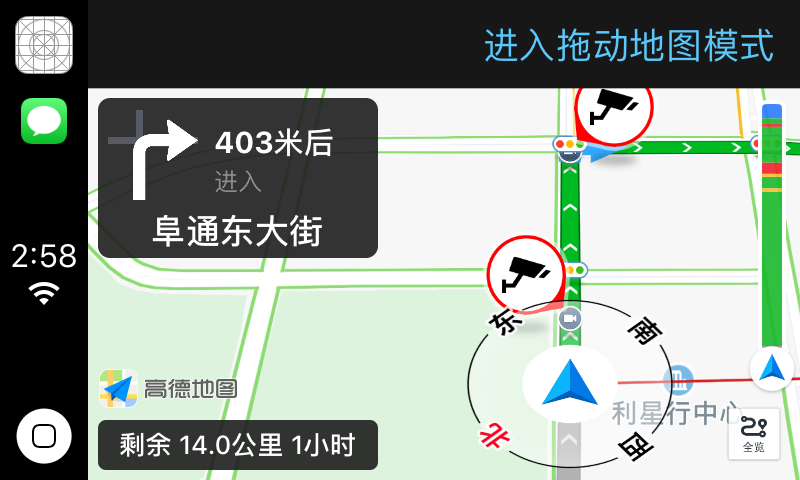 进入拖动地图模式
403米后
进入
阜通东大街
2:58
东
南
北
西
利星行中心
高德地图
剩余 14.0公里 1小时
全览